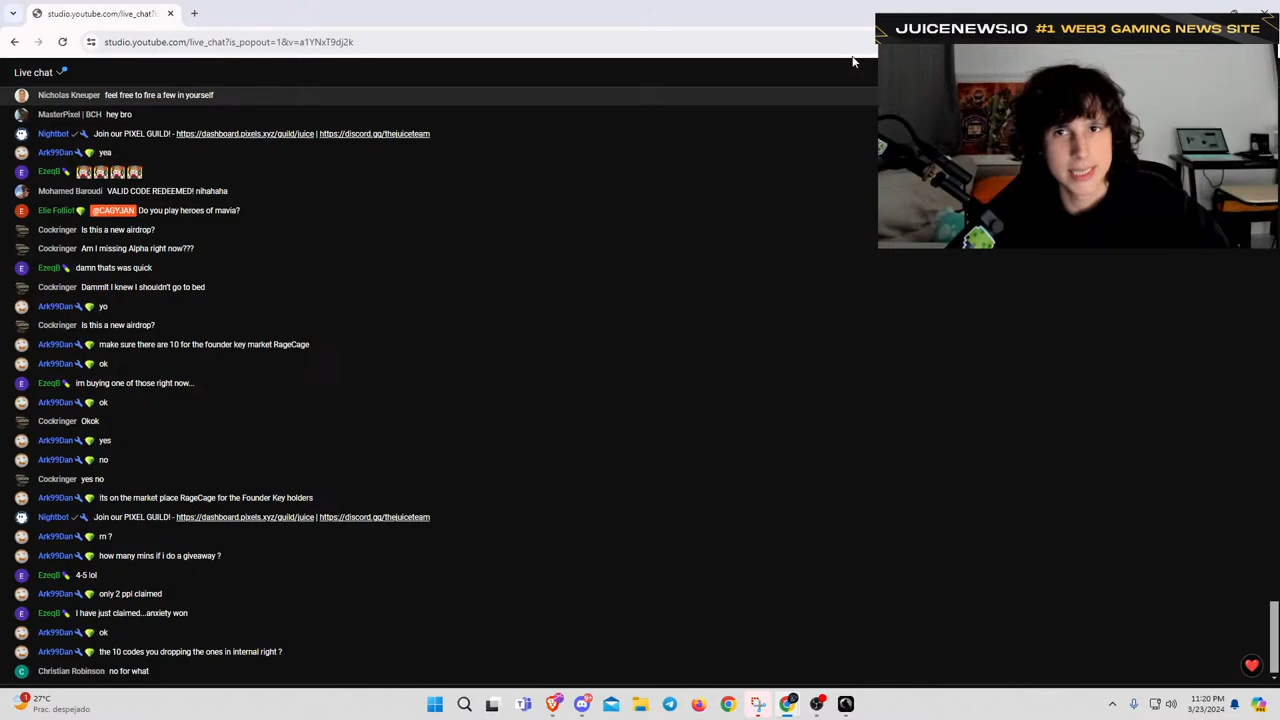 studio.youtube.com/live_chat?
studio.youtube.com/live_chat?is_popout=1&v=a1YNxT9dj2k
JUICENEWS.IO #1 WEB3 GAMING NEWS SITE
Live chat
Nicholas Kneuper feel free to fire a few in yourself
MasterPixel | BCH hey bro
Nightbot Join our PIXEL GUILD! - https://dashboard.pixels.xyz/guild/juice | https://discord.gg/thejuiceteam
Ark99Dan yea
EzeqB
Mohamed Baroudi VALID CODE REDEEMED! nihahaha
Elie Folliot @CAGYJAN Do you play heroes of mavia?
Cockringer Is this a new airdrop?
Cockringer Am I missing Alpha right now???
EzeqB damn thats was quick
Cockringer Dammit I knew I shouldn't go to bed
Ark99Dan yo
Cockringer Is this a new airdrop?
Ark99Dan make sure there are 10 for the founder key market RageCage
Ark99Dan ok
EzeqB im buying one of those right now...
Ark99Dan ok
Cockringer Okok
Ark99Dan yes
Ark99Dan no
Cockringer yes no
Ark99Dan its on the market place RageCage for the Founder Key holders
Nightbot Join our PIXEL GUILD! - https://dashboard.pixels.xyz/guild/juice | https://discord.gg/thejuiceteam
Ark99Dan rn ?
Ark99Dan how many mins if i do a giveaway ?
EzeqB 4-5 lol
Ark99Dan only 2 ppl claimed
EzeqB I have just claimed...anxiety won
Ark99Dan ok
Ark99Dan the 10 codes you dropping the ones in internal right ?
Christian Robinson no for what
27°C
Prac. despejado
11:20 PM
3/23/2024